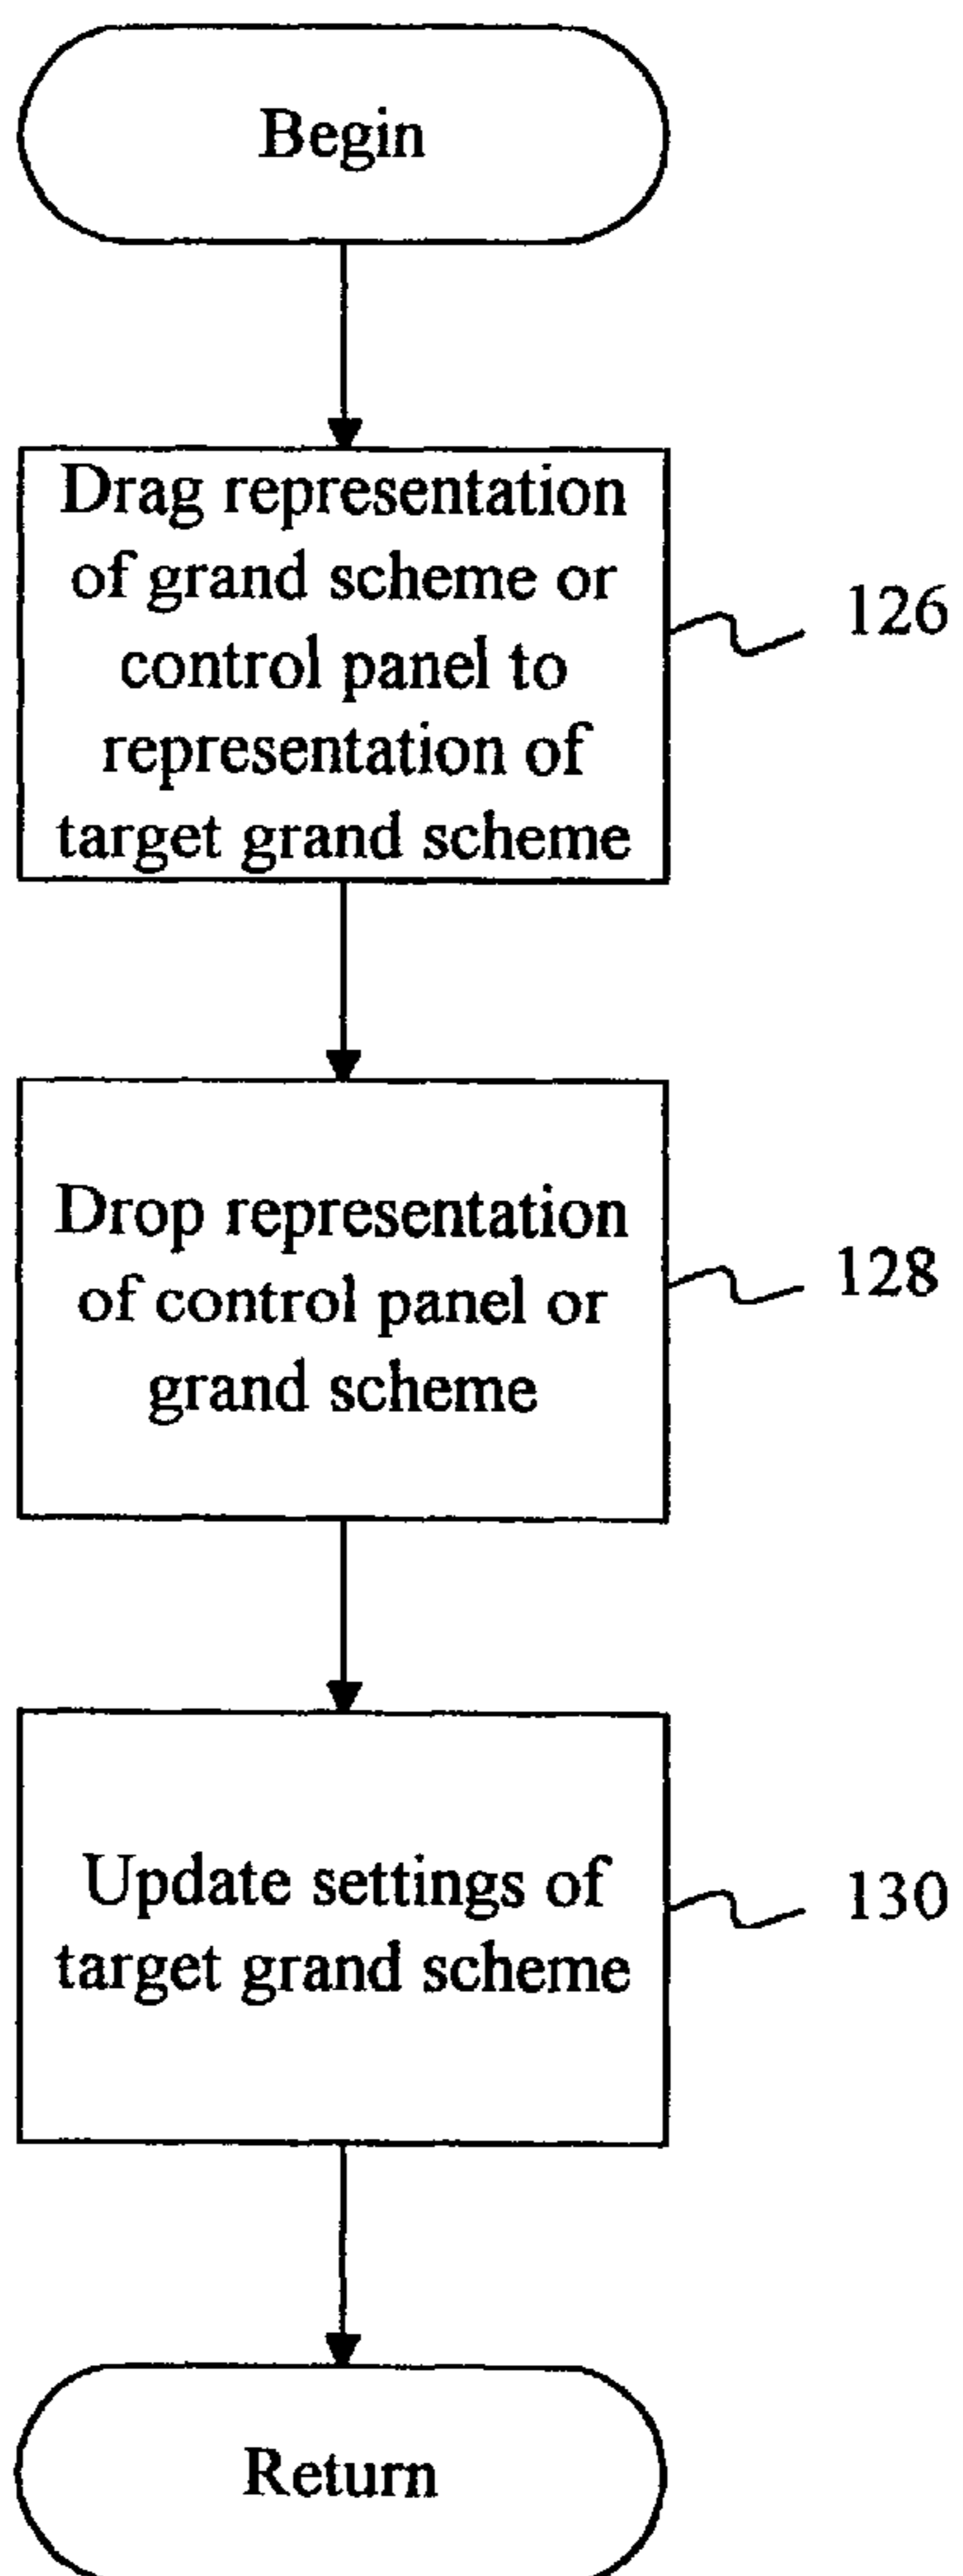 Begin
Drag representation
of grand scheme or
control panel to
representation of
target grand scheme
126
Drop representation
of control panel or
grand scheme
128
Update settings of
target grand scheme
130
Return